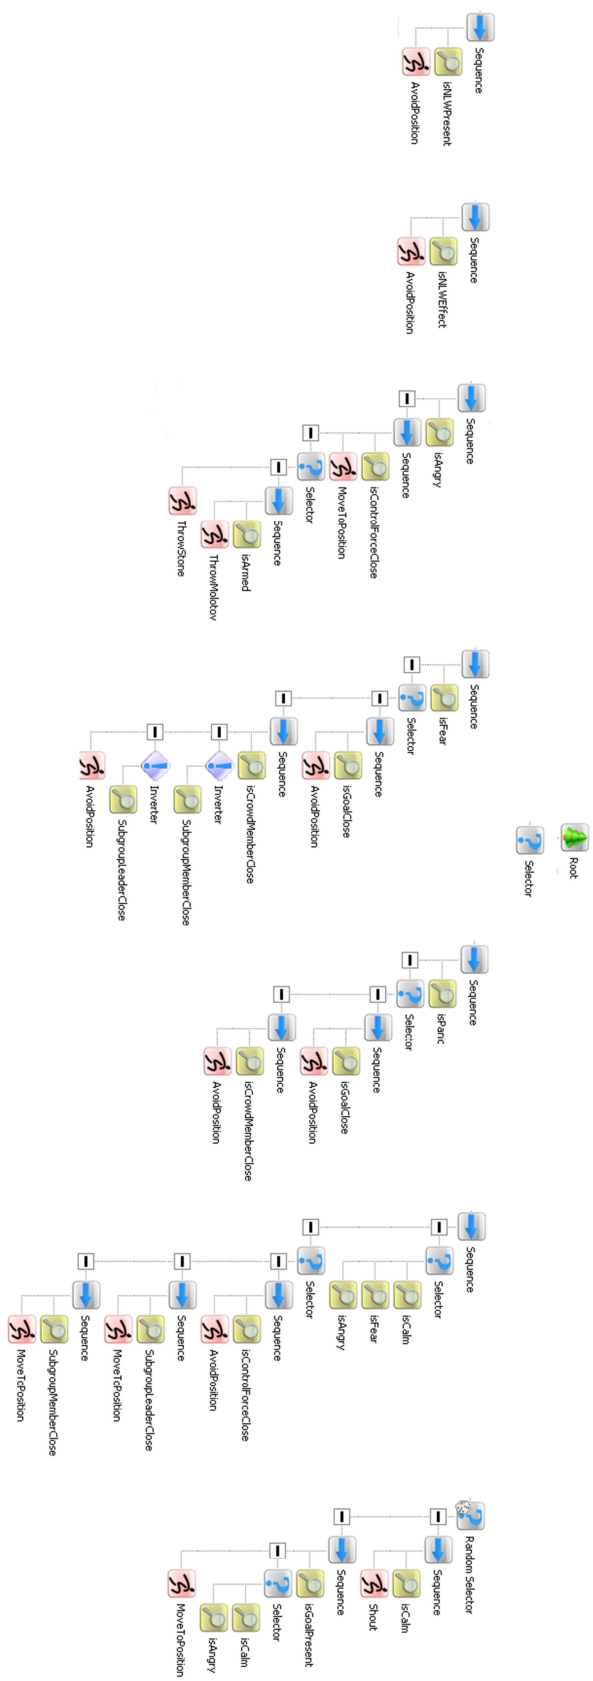 Root
Selector
Sequence
isNLWPresent
AvoidPosition
Sequence
isNLWEffect
AvoidPosition
Sequence
isAngry
Sequence
isControlForceClose
MoveToPosition
Selector
Sequence
isArmed
ThrowMolotov
ThrowStone
Sequence
isFear
Selector
Sequence
isGoalClose
AvoidPosition
Sequence
isCrowdMemberClose
Inverter
SubgroupMemberClose
Inverter
SubgroupLeaderClose
AvoidPosition
Sequence
isPanic
Selector
Sequence
isGoalClose
AvoidPosition
Sequence
isCrowdMemberClose
AvoidPosition
Sequence
Selector
isCalm
isFear
isAngry
Selector
Sequence
isControlForceClose
AvoidPosition
Sequence
SubgroupLeaderClose
MoveToPosition
Sequence
SubgroupMemberClose
MoveToPosition
Random Selector
Sequence
isCalm
Shout
Sequence
isGoalPresent
Selector
isCalm
isAngry
MoveToPosition